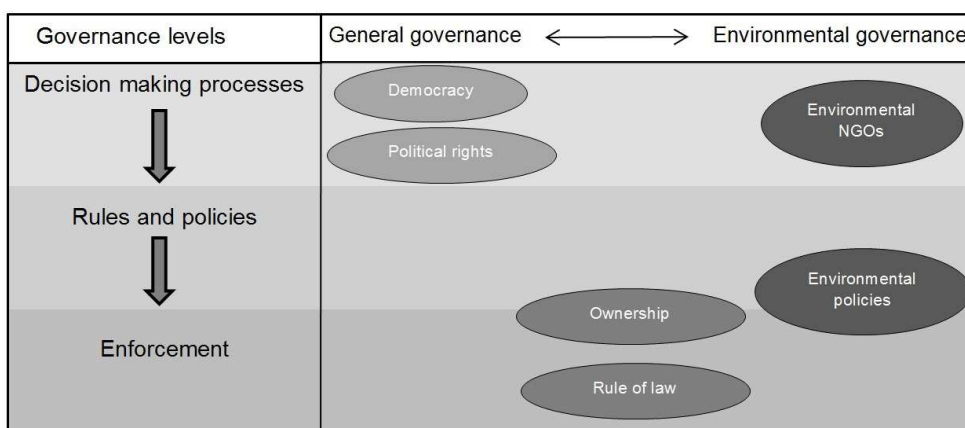 Governance levels
General governance
Environmental governance
Decision making processes
Democracy
Environmental
NGOs
Political rights
Rules and policies
Environmental
policies
Ownership
Enforcement
Rule of law